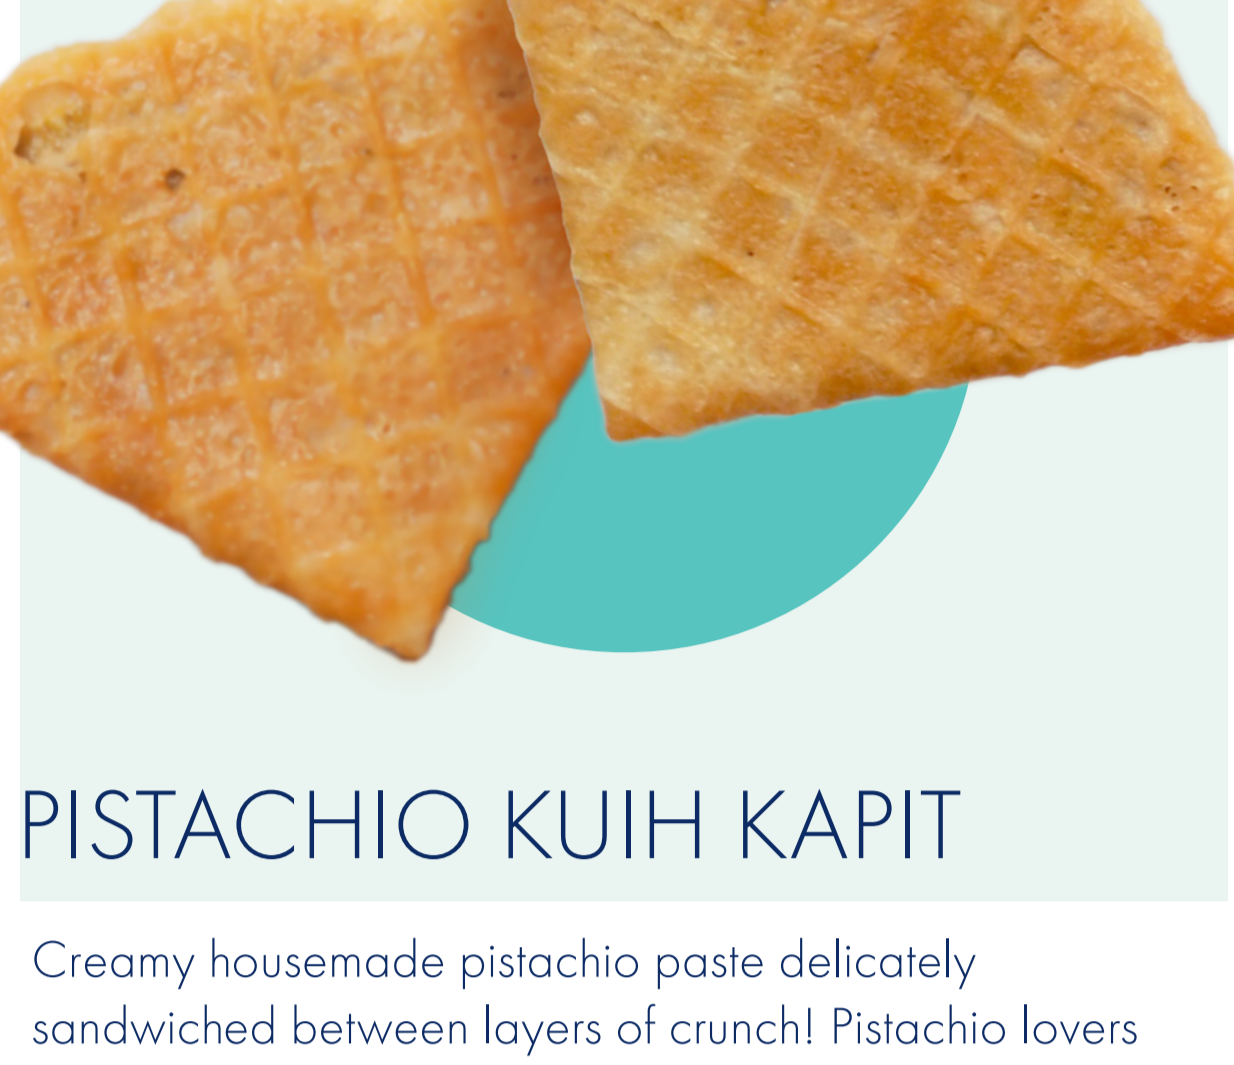 PISTACHIO KUIH KAPIT
Creamy housemade pistachio paste delicately
sandwiched between layers of crunch! Pistachio lovers